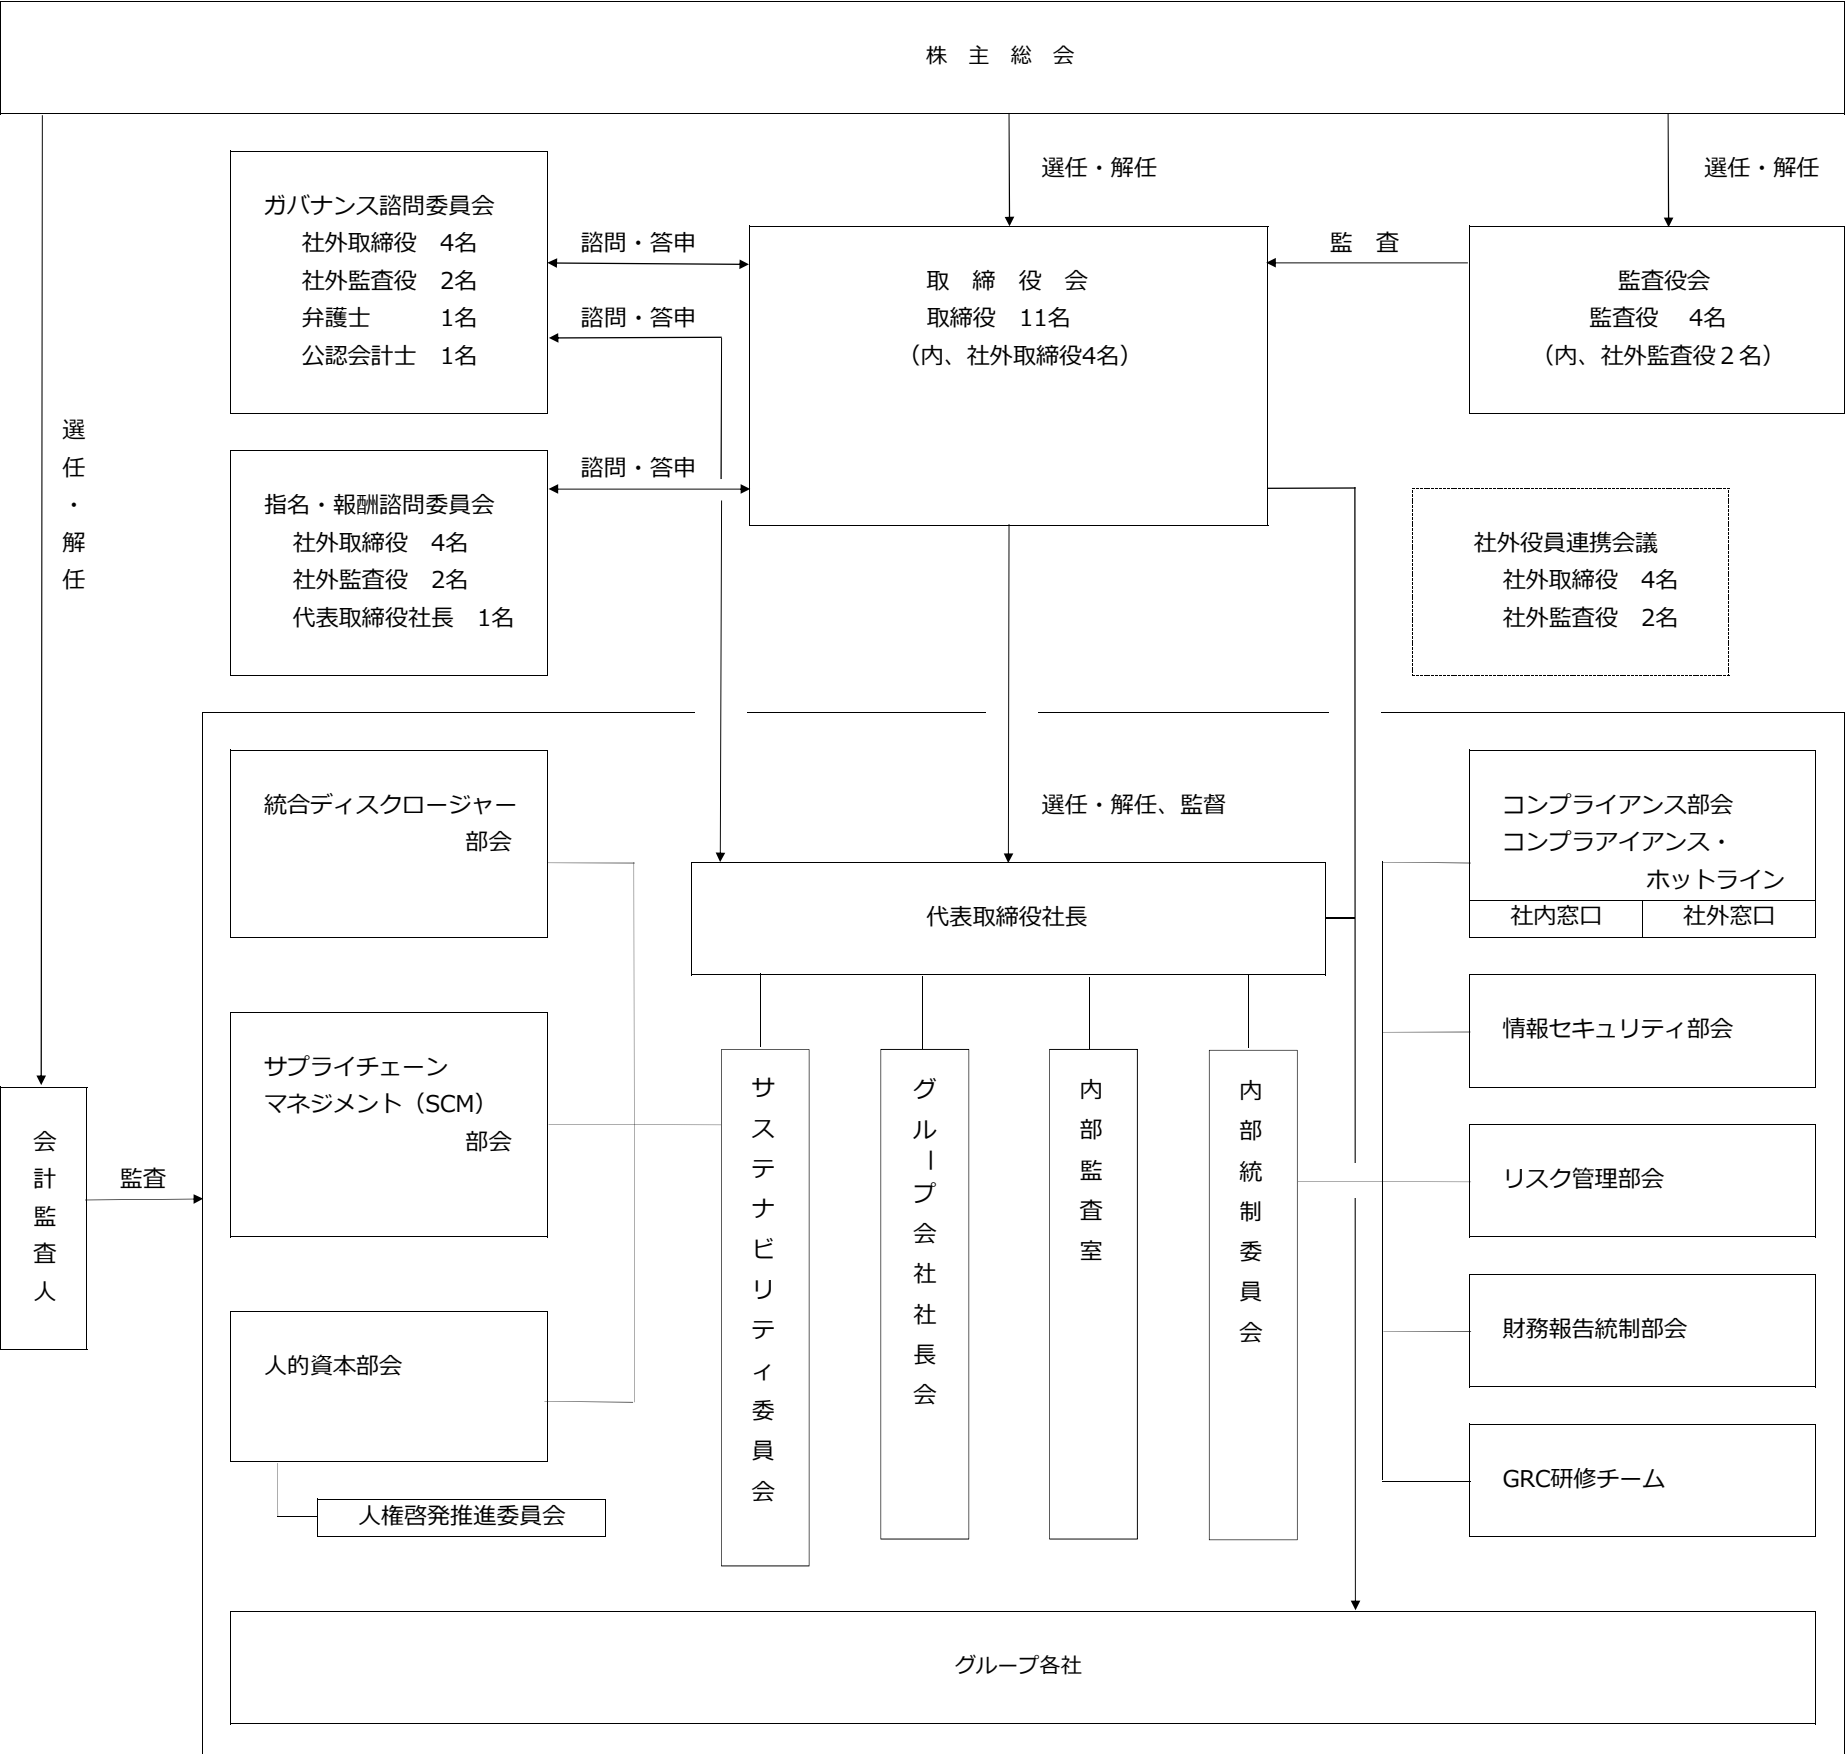 株　主　総　会
選任・解任
選任・解任
選任・解任
ガバナンス諮問委員会
社外取締役　4名
社外監査役　2名
弁護士　　　1名
公認会計士　1名
諮問・答申
諮問・答申
取　締　役　会
取締役　11名
（内、社外取締役4名）
監　査
監査役会
監査役　4名
（内、社外監査役２名）
指名・報酬諮問委員会
社外取締役　4名
社外監査役　2名
代表取締役社長　1名
諮問・答申
社外役員連携会議
社外取締役　4名
社外監査役　2名
統合ディスクロージャー
部会
選任・解任、監督
代表取締役社長
コンプライアンス部会
コンプラアイアンス・
ホットライン
社内窓口
社外窓口
サプライチェーン
マネジメント（SCM）
部会
人的資本部会
人権啓発推進委員会
サステナビリティ委員会
グループ会社社長会
内部監査室
内部統制委員会
情報セキュリティ部会
リスク管理部会
財務報告統制部会
GRC研修チーム
会計監査人
監査
グループ各社